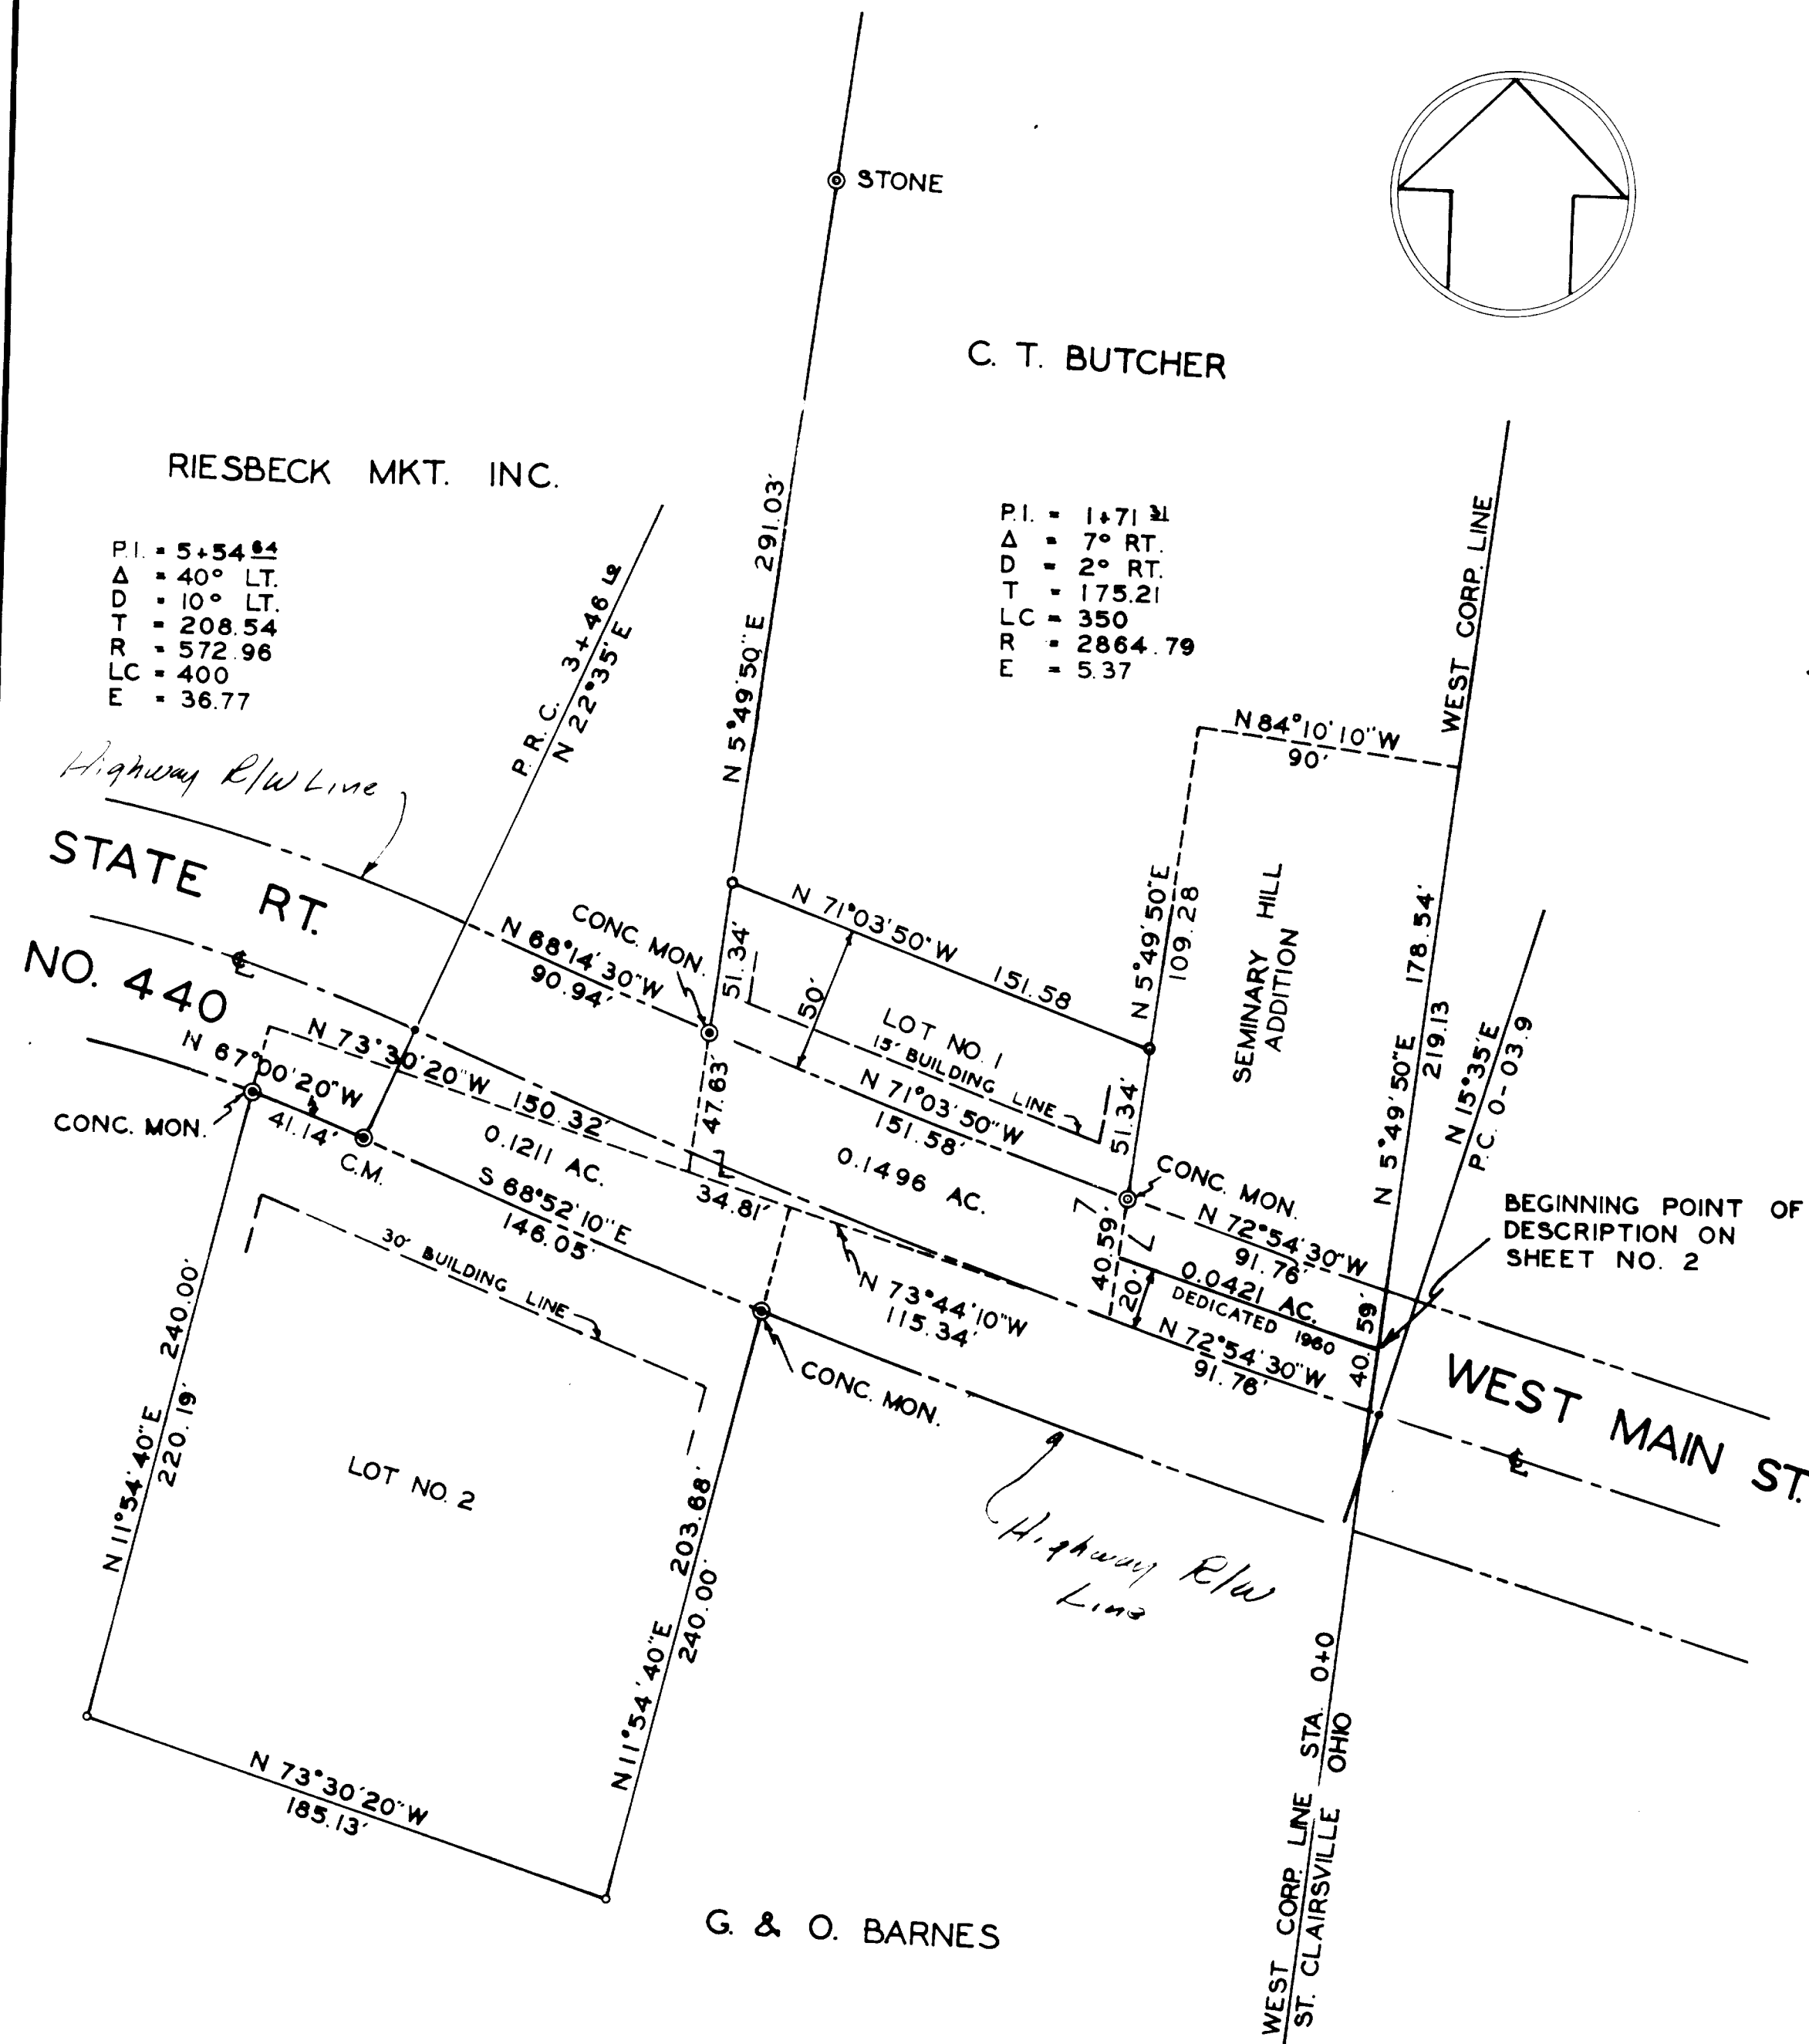 STONE
C. T. BUTCHER
RIESBECK MKT. INC.
P.I. = 5+54 64
Δ = 40° LT.
D = 10° LT.
T = 208.54
R = 572.96
LC = 400
E = 36.77
P.I. = 1+71 31
Δ = 7° RT.
D = 2° RT.
T = 175.21
LC = 350
R = 2864.79
E = 5.37
P. R. C. 3+46
N 22°35' E
N 5°49'50"E 291.03'
WEST CORP. LINE
N 84°10'10"W
90'
Highway R/W Line
STATE RT.
NO. 440
℄
CONC. MON.
N 68°14'30"W
90.94'
51.34'
N 71°03'50"W 151.58
50'
LOT NO. 1
15' BUILDING LINE
N 71°03'50"W
151.58'
51.34'
N 5°49'50"E
109.28
SEMINARY HILL
ADDITION
N 5°49'50"E 178.54'
219.13
N 15°35'E
P.C. 0-03.9
N 67°00'20"W
41.14'
CONC. MON.
C.M.
N 73°30'20"W 150.32'
0.1211 AC.
47.63'
34.81'
0.1496 AC.
S 68°52'10"E
146.05'
30' BUILDING LINE
N 73°44'10"W
115.34'
CONC. MON.
CONC. MON.
N 72°54'30"W
91.76'
40.59'
20'
0.0421 AC.
DEDICATED 1960
N 72°54'30"W
91.76'
40.59'
BEGINNING POINT OF
DESCRIPTION ON
SHEET NO. 2
WEST MAIN ST.
℄
Highway R/W
Line
N 11°54'40"E 240.00'
220.19'
LOT NO. 2
N 11°54'40"E 203.68'
240.00'
N 73°30'20"W
185.13'
G. & O. BARNES
WEST CORP. LINE STA. 0+0
ST. CLAIRSVILLE OHIO